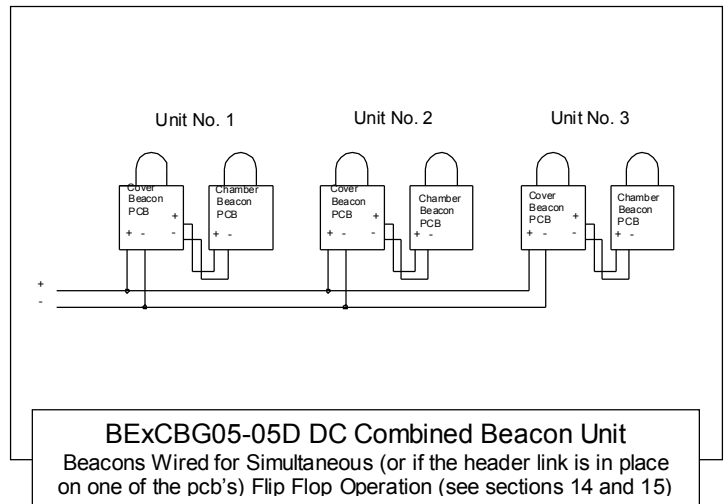 Unit No. 1
Unit No. 2
Unit No. 3
Cover
Beacon
PCB
+
-
+ -
Chamber
Beacon
PCB
+ -
Cover
Beacon
PCB
+
-
+ -
Chamber
Beacon
PCB
+ -
Cover
Beacon
PCB
+
-
+ -
Chamber
Beacon
PCB
+ -
+
-
BExCBG05-05D DC Combined Beacon Unit
Beacons Wired for Simultaneous (or if the header link is in place
on one of the pcb's) Flip Flop Operation (see sections 14 and 15)